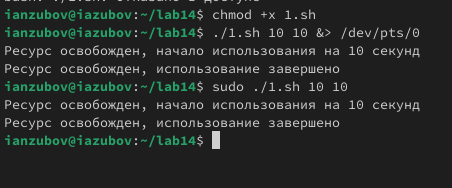 ianzubov@iazubov:~/lab14$ chmod +x 1.sh
ianzubov@iazubov:~/lab14$ ./1.sh 10 10 &> /dev/pts/0
Ресурс освобожден, начало использования на 10 секунд
Ресурс освобожден, использование завершено
ianzubov@iazubov:~/lab14$ sudo ./1.sh 10 10
Ресурс освобожден, начало использования на 10 секунд
Ресурс освобожден, использование завершено
ianzubov@iazubov:~/lab14$